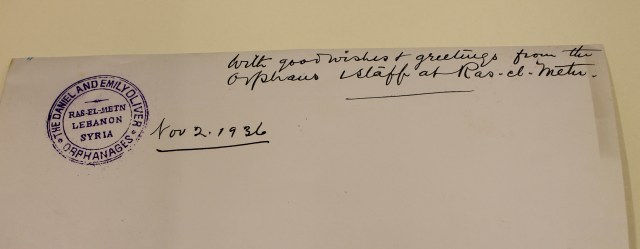 With good wishes & greetings from the
Orphans & Staff at Ras-el-Metn.
THE DANIEL AND EMILY OLIVER
ORPHANAGES
RAS-EL-METN
LEBANON
SYRIA
Nov 2. 1936